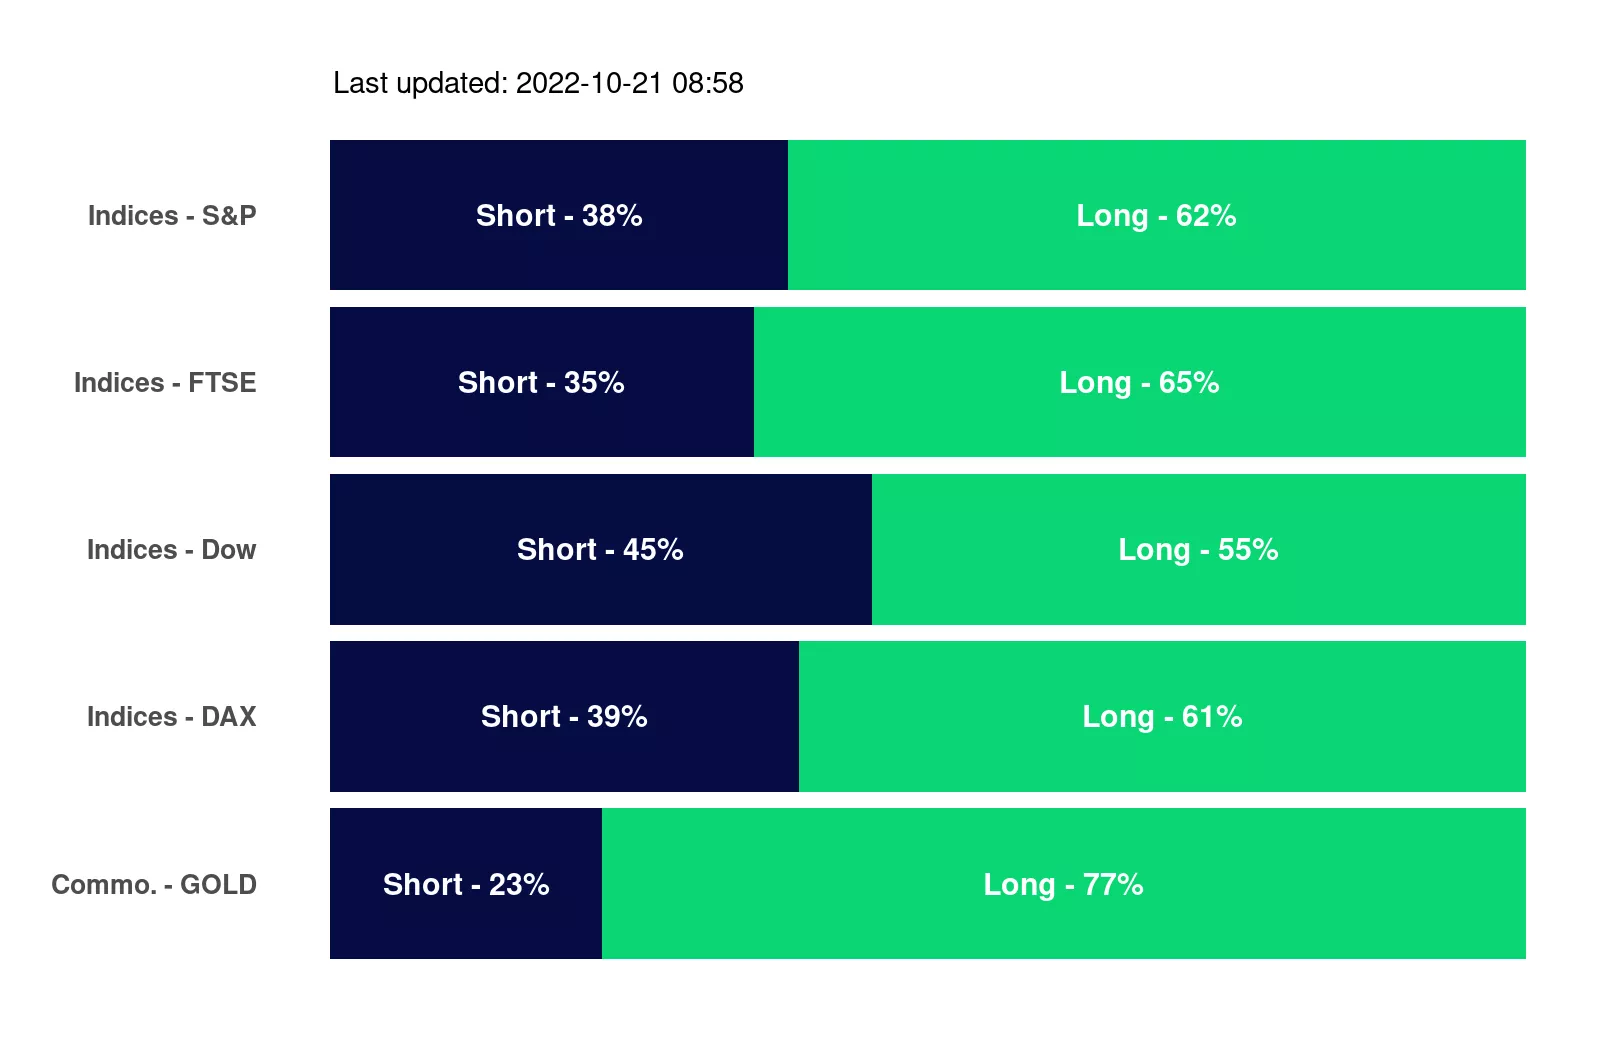 Last updated: 2022-10-21 08:58
Indices - S&P Short - 38% Long - 62%
Indices - FTSE Short - 35% Long - 65%
Indices - Dow Short - 45% Long - 55%
Indices - DAX Short - 39% Long - 61%
Commo. - GOLD Short - 23% Long - 77%